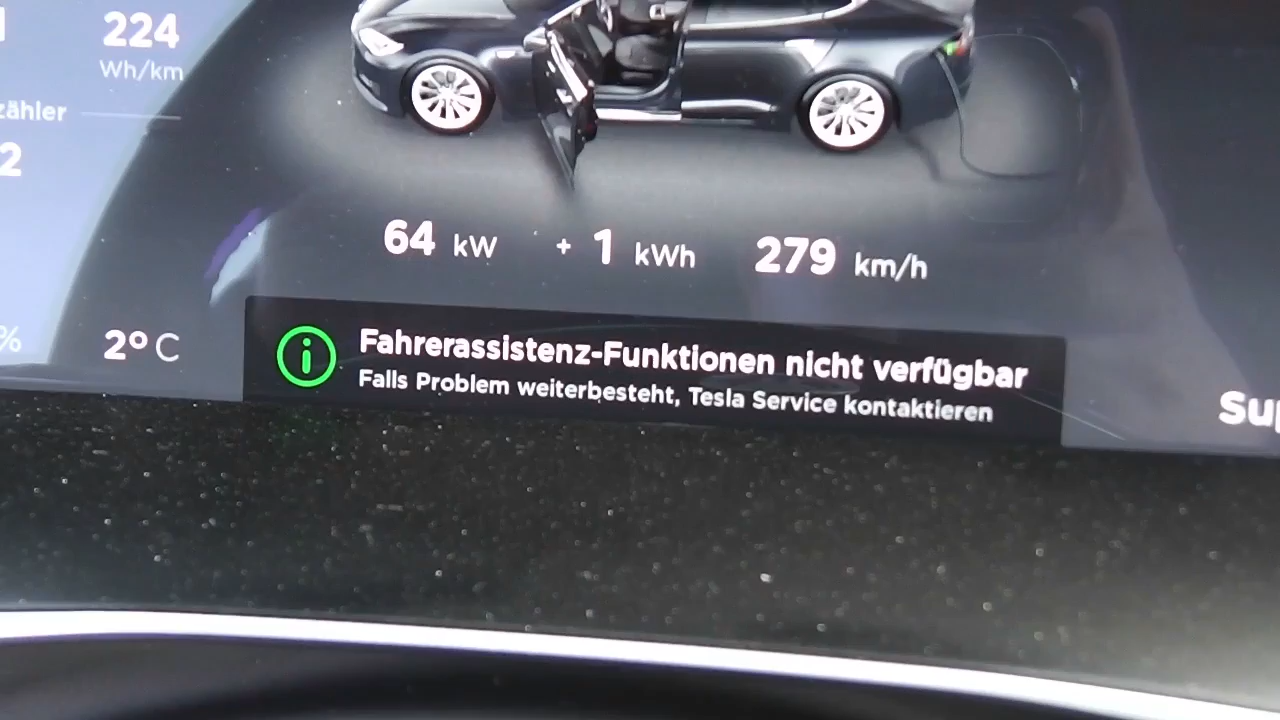 224
Wh/km
zähler
2
64 kW + 1 kWh 279 km/h
% 2°C
Fahrerassistenz-Funktionen nicht verfügbar
Falls Problem weiterbesteht, Tesla Service kontaktieren
Su